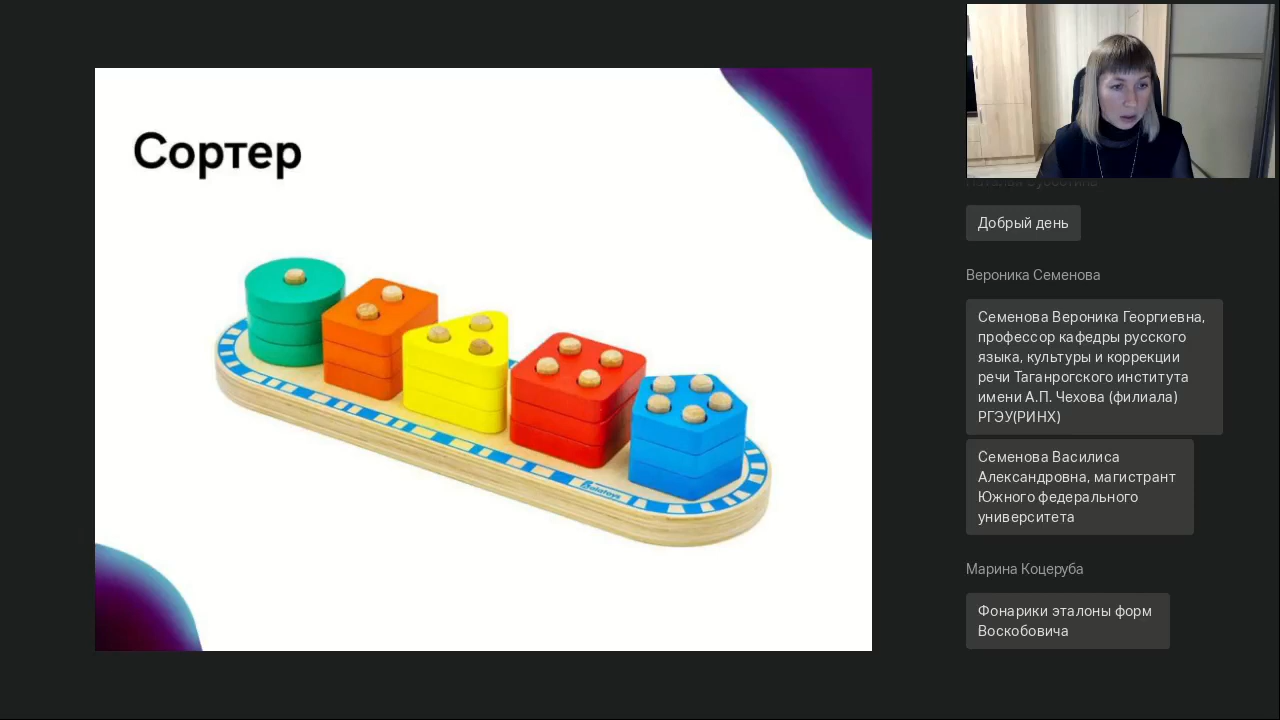 Сортер
Добрый день
Вероника Семенова
Семенова Вероника Георгиевна,
профессор кафедры русского
языка, культуры и коррекции
речи Таганрогского института
имени А.П. Чехова (филиала)
РГЭУ(РИНХ)
Семенова Василиса
Александровна, магистрант
Южного федерального
университета
Марина Коцеруба
Фонарики эталоны форм
Воскобовича